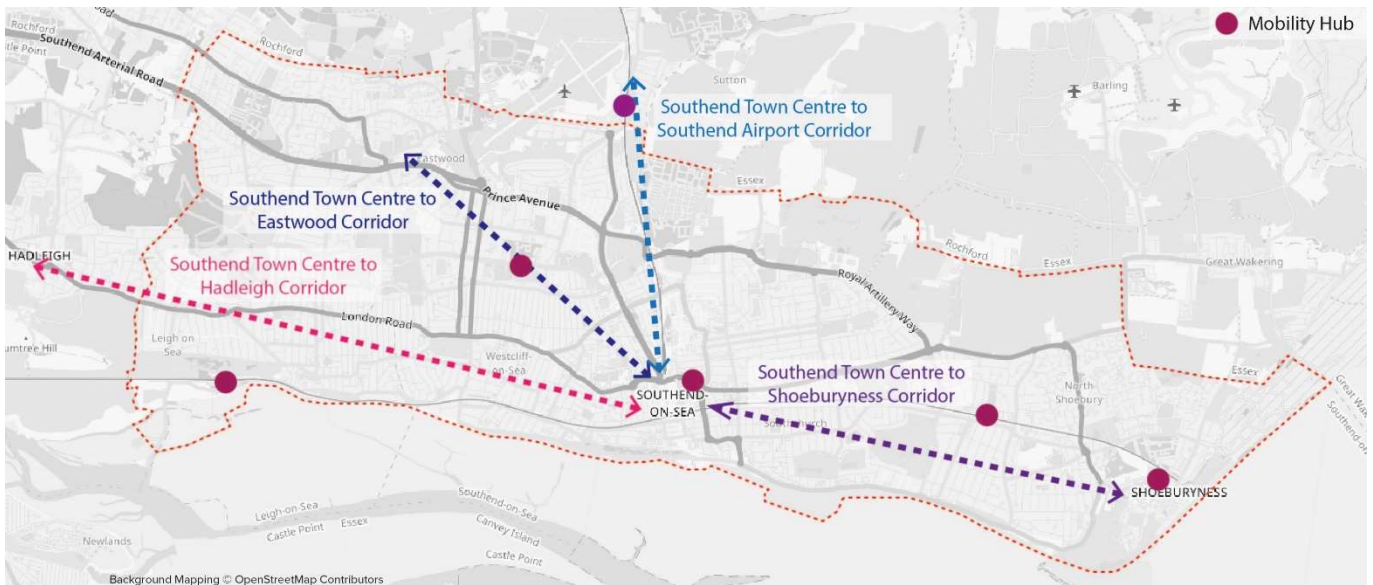 Mobility Hub
Rochford
Castle Point
Rochford
Southend Arterial Road
Sutton
Barling
Southend Town Centre to
Southend Airport Corridor
Eastwood
Essex
Prince Avenue
Southend Town Centre to
Eastwood Corridor
HADLEIGH
Southend Town Centre to
Hadleigh Corridor
Rochford
Essex
Great Wakering
Royal Artillery Way
London Road
Leigh on
Sea
Westcliff-
on-Sea
Southend Town Centre to
Shoeburyness Corridor
SOUTHEND-
ON-SEA
North
Shoebury
Essex
SHOEBURYNESS
Leigh-on-Sea
Castle Point
Essex
Southend-on-Sea
Canvey Island
Castle Point
Essex
Newlands
Background Mapping © OpenStreetMap Contributors